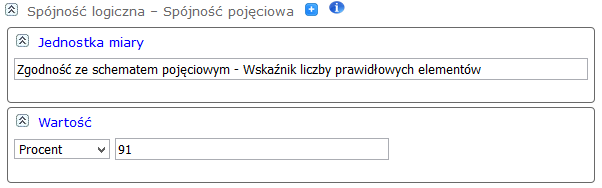 Spójność logiczna – Spójność pojęciowa
Jednostka miary
Zgodność ze schematem pojęciowym - Wskaźnik liczby prawidłowych elementów
Wartość
Procent 91